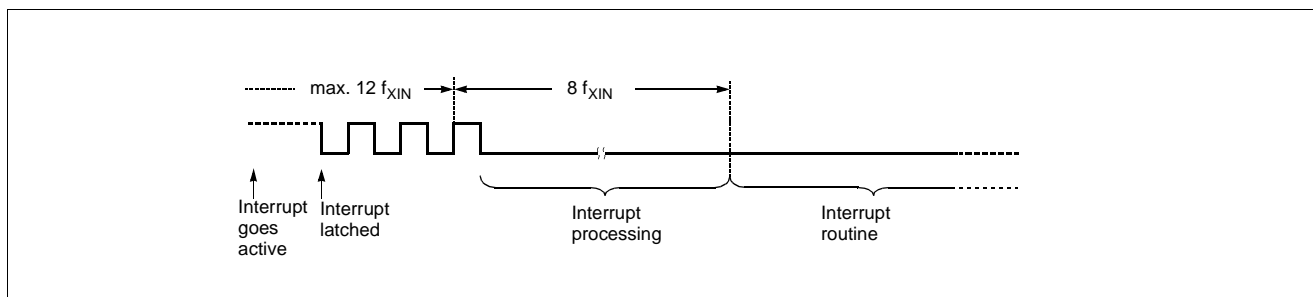 max. 12 fXIN
8 fXIN
Interrupt
goes
active
Interrupt
latched
Interrupt
processing
Interrupt
routine